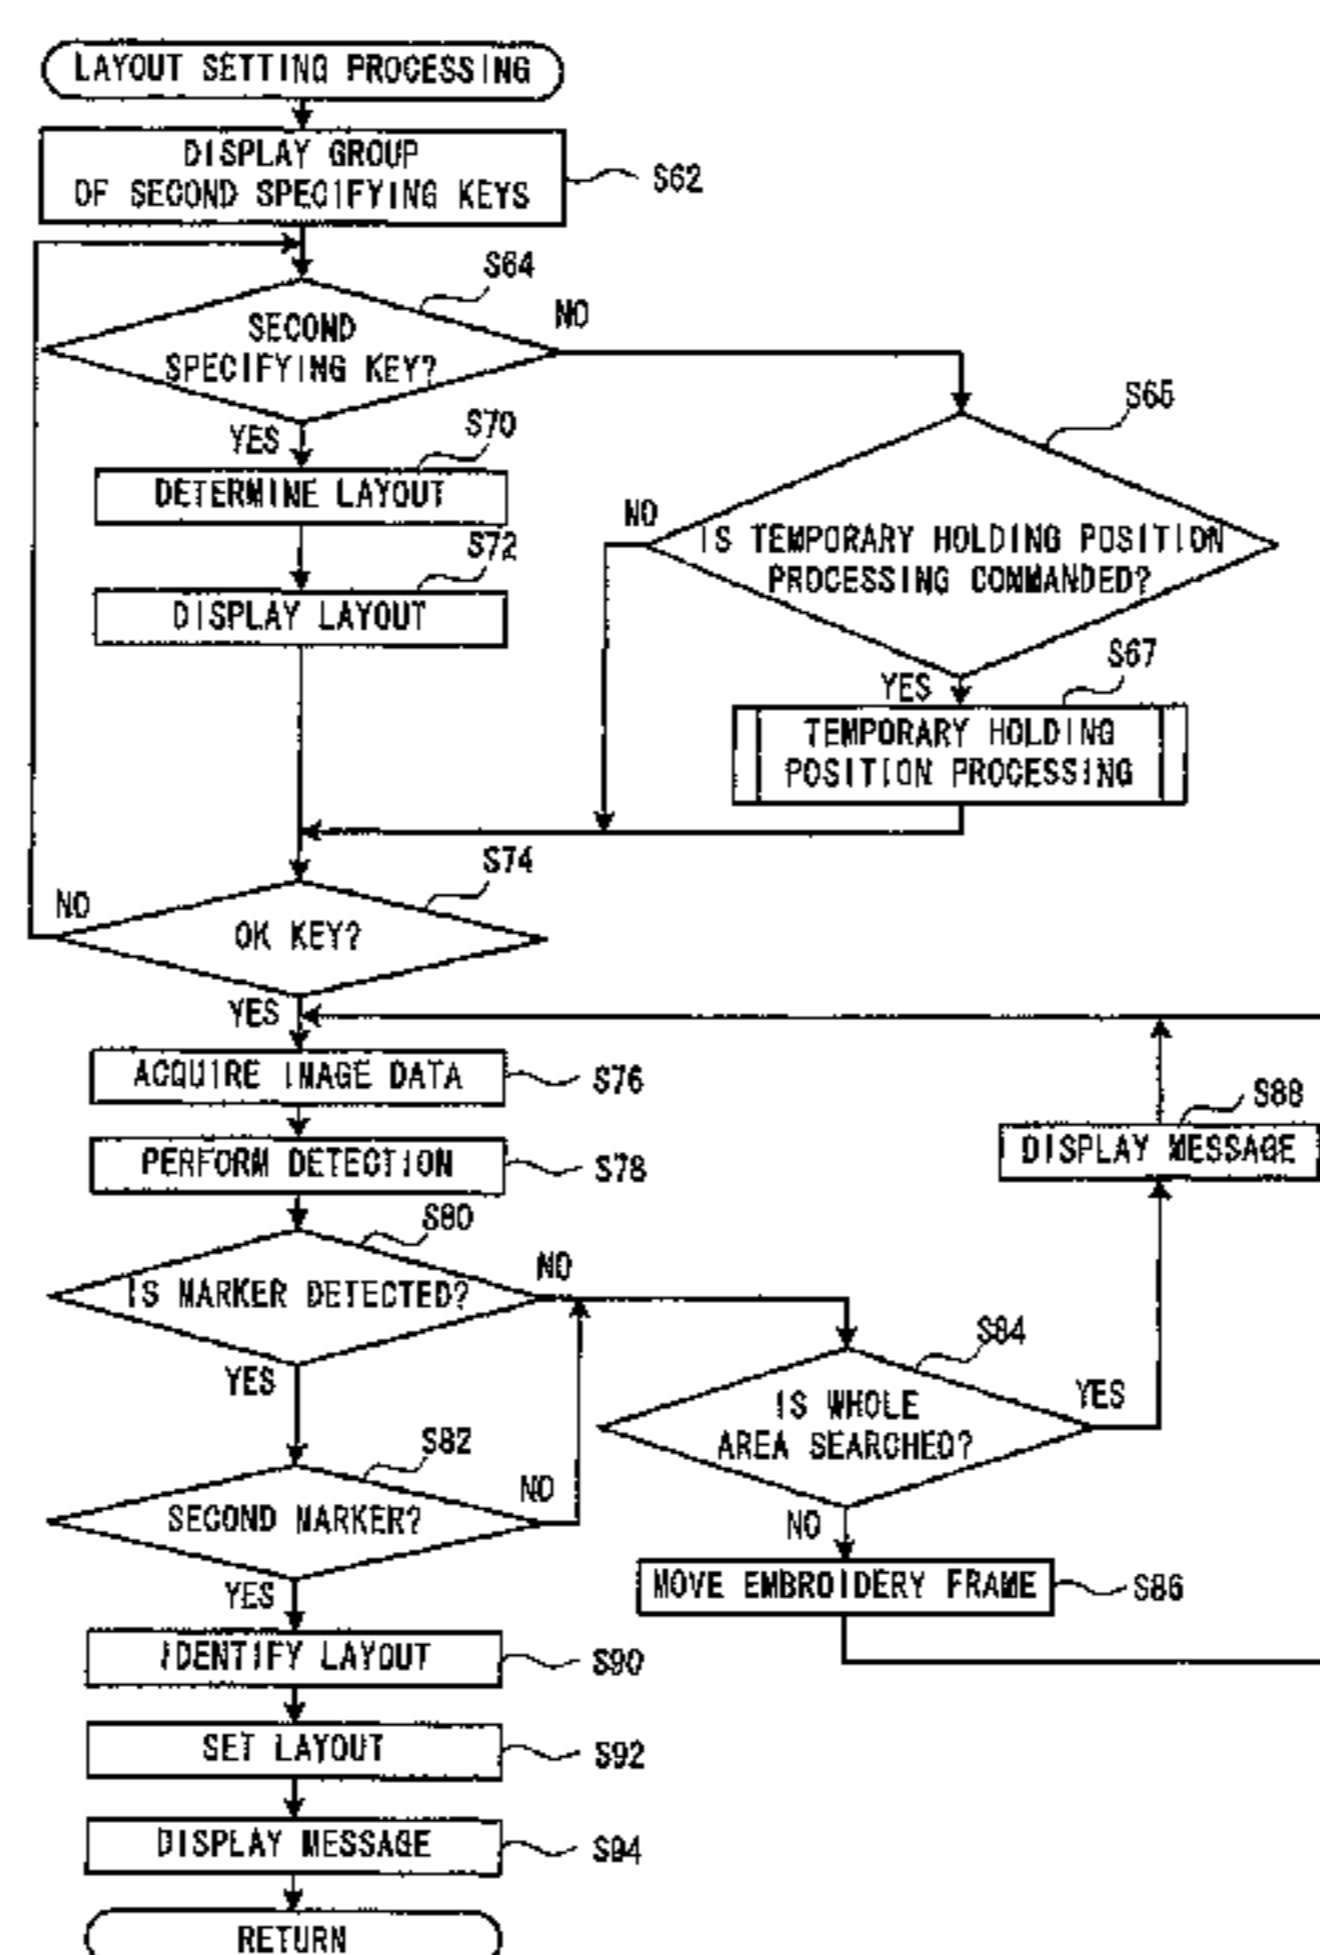 LAYOUT SETTING PROCESSING
DISPLAY GROUP
OF SECOND SPECIFYING KEYS
S62
S64
SECOND
SPECIFYING KEY?
NO
YES
S65
IS TEMPORARY HOLDING POSITION
PROCESSING COMMANDED?
NO
YES
S70
DETERMINE LAYOUT
S72
DISPLAY LAYOUT
S67
TEMPORARY HOLDING
POSITION PROCESSING
S74
OK KEY?
NO
YES
ACQUIRE IMAGE DATA
S76
PERFORM DETECTION
S78
S80
IS MARKER DETECTED?
NO
YES
S82
SECOND MARKER?
NO
YES
S84
IS WHOLE
AREA SEARCHED?
YES
NO
S88
DISPLAY MESSAGE
MOVE EMBROIDERY FRAME
S86
IDENTIFY LAYOUT
S90
SET LAYOUT
S92
DISPLAY MESSAGE
S94
RETURN